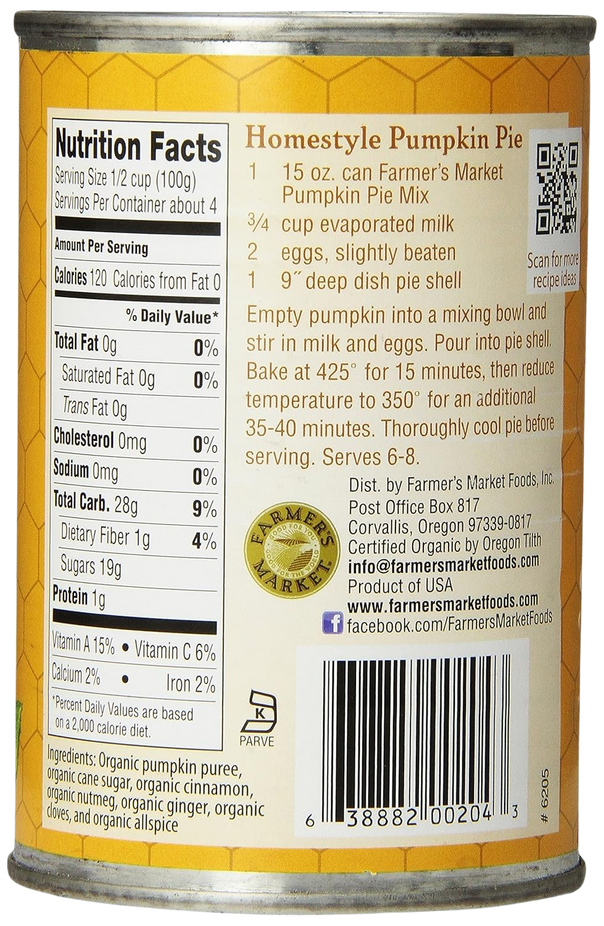 Nutrition Facts
Serving Size 1/2 cup (100g)
Servings Per Container about 4
Amount Per Serving
Calories 120 Calories from Fat 0
% Daily Value*
Total Fat 0g 0%
Saturated Fat 0g 0%
Trans Fat 0g
Cholesterol 0mg 0%
Sodium 0mg 0%
Total Carb. 28g 9%
Dietary Fiber 1g 4%
Sugars 19g
Protein 1g
Vitamin A 15% • Vitamin C 6%
Calcium 2% • Iron 2%
*Percent Daily Values are based
on a 2,000 calorie diet.
Ingredients: Organic pumpkin puree,
organic cane sugar, organic cinnamon,
organic nutmeg, organic ginger, organic
cloves, and organic allspice
Homestyle Pumpkin Pie
1 15 oz. can Farmer's Market
Pumpkin Pie Mix
3/4 cup evaporated milk
2 eggs, slightly beaten
1 9" deep dish pie shell
Scan for more
recipe ideas
Empty pumpkin into a mixing bowl and
stir in milk and eggs. Pour into pie shell.
Bake at 425° for 15 minutes, then reduce
temperature to 350° for an additional
35-40 minutes. Thoroughly cool pie before
serving. Serves 6-8.
Dist. by Farmer's Market Foods, Inc.
Post Office Box 817
Corvallis, Oregon 97339-0817
Certified Organic by Oregon Tilth
info@farmersmarketfoods.com
Product of USA
www.farmersmarketfoods.com
f facebook.com/FarmersMarketFoods
FARMER'S
MARKET
K
PARVE
6 38882 00204 3
# 6205